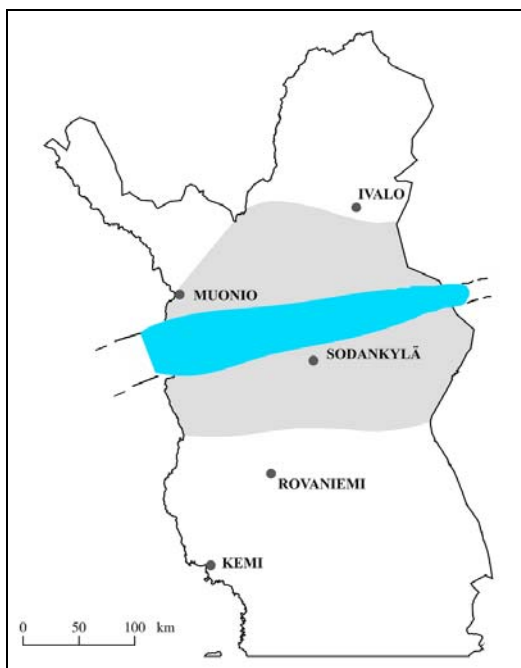 IVALO
MUONIO
SODANKYLÄ
ROVANIEMI
KEMI
0 50 100 km